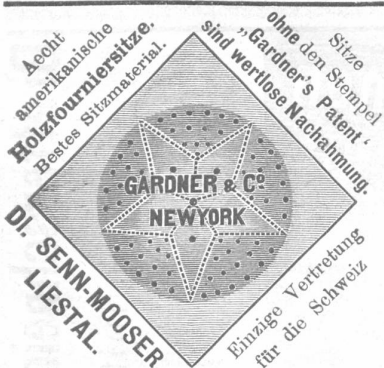 Aecht
amerikanische
Holzfourniersitze.
Bestes Sitzmaterial.
Sitze
ohne den Stempel
„Gardner's Patent‘
sind wertlose Nachahmung.
GARDNER & Cº
NEWYORK
DI. SENN-MOOSER
LIESTAL.
Einzige Vertretung
für die Schweiz